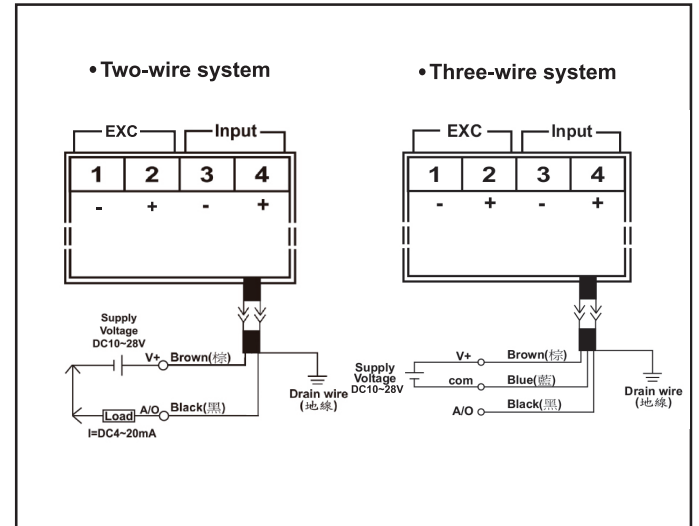 • Two-wire system
EXC Input
1 2 3 4
- + - +
Supply
Voltage
DC10~28V
V+ Brown(棕)
Load A/O Black(黑)
I=DC4~20mA
Drain wire
(地線)
• Three-wire system
EXC Input
1 2 3 4
- + - +
Supply
Voltage
DC10~28V
V+ Brown(棕)
com Blue(藍)
A/O Black(黑)
Drain wire
(地線)